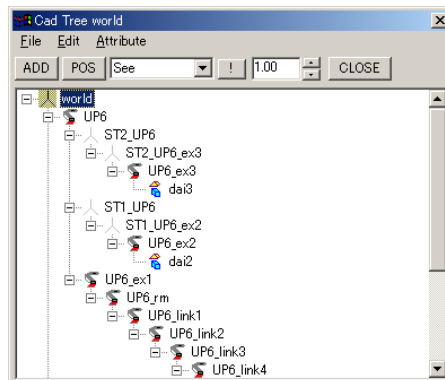 Cad Tree world
File Edit Attribute
ADD POS See ! 1.00 CLOSE
world
UP6
ST2_UP6
ST2_UP6_ex3
UP6_ex3
dai3
ST1_UP6
ST1_UP6_ex2
UP6_ex2
dai2
UP6_ex1
UP6_rm
UP6_link1
UP6_link2
UP6_link3
UP6_link4